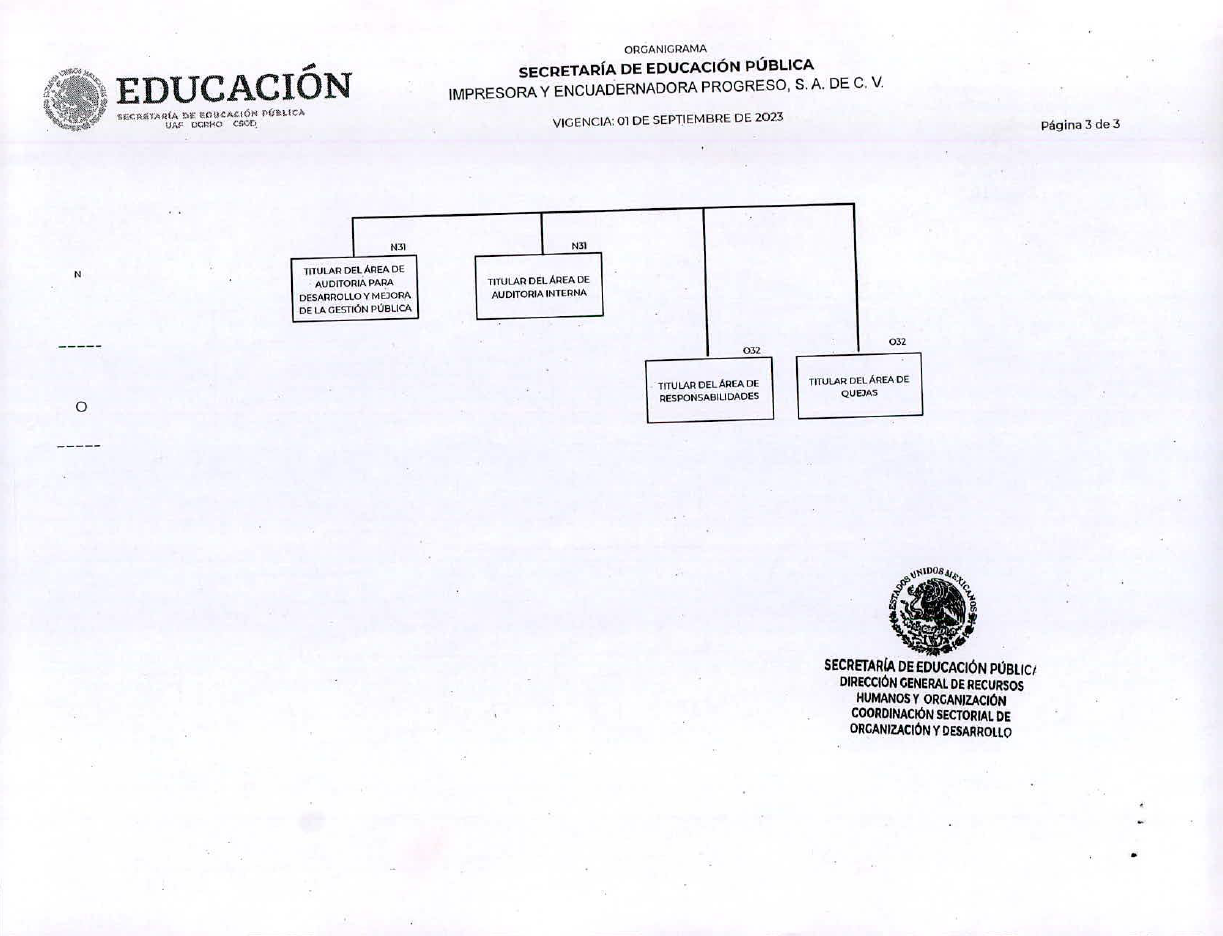 ORGANIGRAMA
SECRETARÍA DE EDUCACIÓN PÚBLICA
IMPRESORA Y ENCUADERNADORA PROGRESO, S. A. DE C. V.
VIGENCIA: 01 DE SEPTIEMBRE DE 2023
Página 3 de 3
EDUCACIÓN
SECRETARÍA DE EDUCACIÓN PÚBLICA
UAF DGRHO CSOD
N
N31
TITULAR DEL ÁREA DE
AUDITORIA PARA
DESARROLLO Y MEJORA
DE LA GESTIÓN PÚBLICA
N31
TITULAR DEL ÁREA DE
AUDITORIA INTERNA
O
O32
TITULAR DEL ÁREA DE
RESPONSABILIDADES
O32
TITULAR DEL ÁREA DE
QUEJAS
ESTADOS UNIDOS MEXICANOS
SECRETARÍA DE EDUCACIÓN PÚBLICA
DIRECCIÓN GENERAL DE RECURSOS
HUMANOS Y ORGANIZACIÓN
COORDINACIÓN SECTORIAL DE
ORGANIZACIÓN Y DESARROLLO